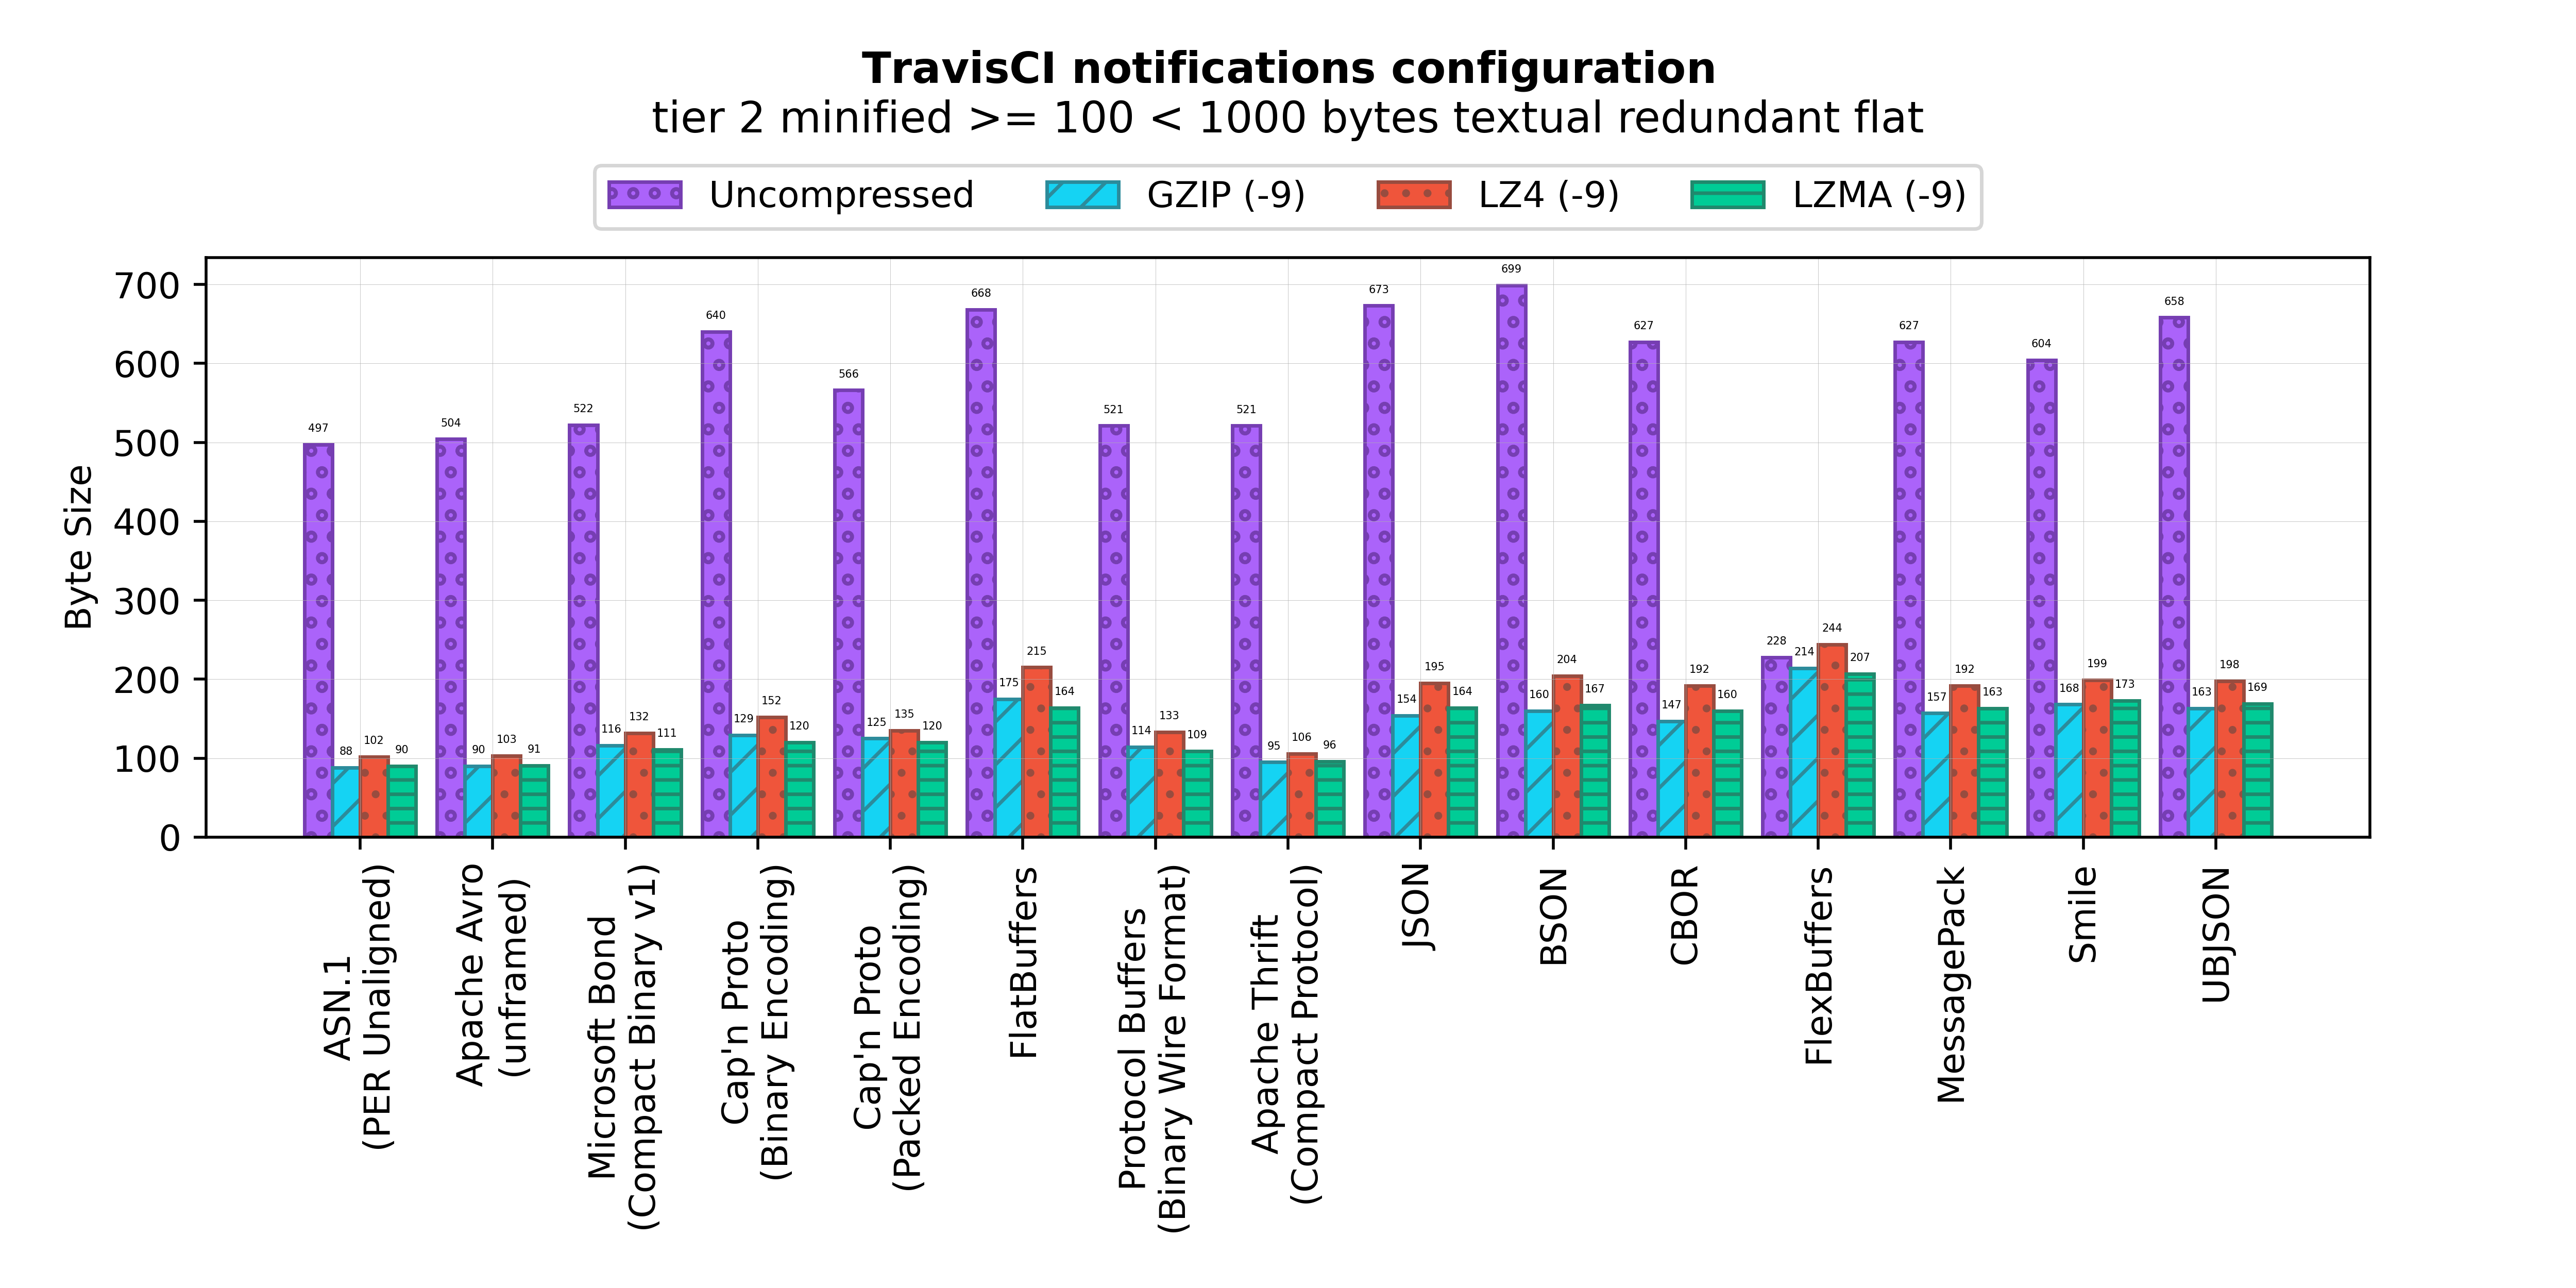 TravisCI notifications configuration
tier 2 minified >= 100 < 1000 bytes textual redundant flat
Uncompressed
GZIP (-9)
LZ4 (-9)
LZMA (-9)
Byte Size
700
600
500
400
300
200
100
0
497
88
102
90
504
90
103
91
522
116
132
111
640
129
152
120
566
125
135
120
668
175
215
164
521
114
133
109
521
95
106
96
673
154
195
164
699
160
204
167
627
147
192
160
228
214
244
207
627
157
192
163
604
168
199
173
658
163
198
169
ASN.1
(PER Unaligned)
Apache Avro
(unframed)
Microsoft Bond
(Compact Binary v1)
Cap'n Proto
(Binary Encoding)
Cap'n Proto
(Packed Encoding)
FlatBuffers
Protocol Buffers
(Binary Wire Format)
Apache Thrift
(Compact Protocol)
JSON
BSON
CBOR
FlexBuffers
MessagePack
Smile
UBJSON